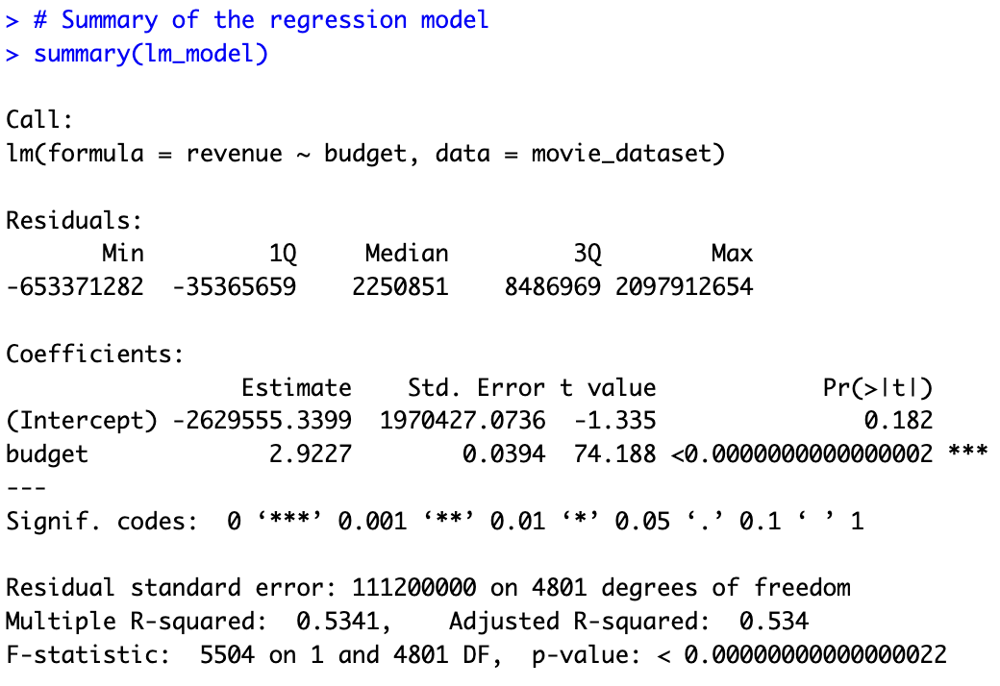 > # Summary of the regression model
> summary(lm_model)
Call:
lm(formula = revenue ~ budget, data = movie_dataset)
Residuals:
Min 1Q Median 3Q Max
-653371282 -35365659 2250851 8486969 2097912654
Coefficients:
Estimate Std. Error t value Pr(>|t|)
(Intercept) -2629555.3399 1970427.0736 -1.335 0.182
budget 2.9227 0.0394 74.188 <0.0000000000000002 ***
---
Signif. codes: 0 ‘***’ 0.001 ‘**’ 0.01 ‘*’ 0.05 ‘.’ 0.1 ‘ ’ 1
Residual standard error: 111200000 on 4801 degrees of freedom
Multiple R-squared: 0.5341, Adjusted R-squared: 0.534
F-statistic: 5504 on 1 and 4801 DF, p-value: < 0.00000000000000022